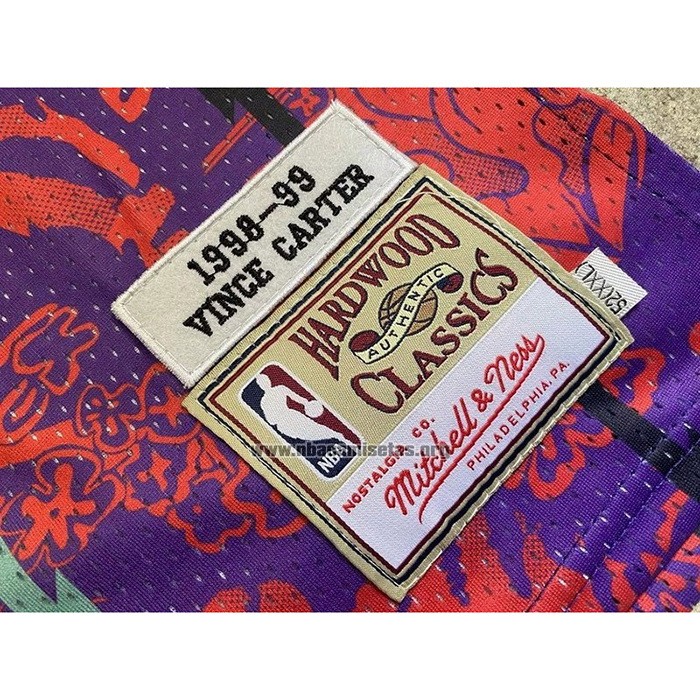 1998-99
VINCE CARTER
HARDWOOD
AUTHENTIC
CLASSICS
NBA
NOSTALGIA CO.
Mitchell & Ness
PHILADELPHIA, PA.
52(XXL)
www.nbacamisetas.org